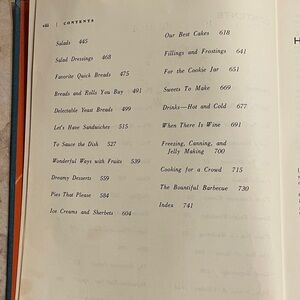 viii | CONTENTS
Salads 445
Salad Dressings 468
Favorite Quick Breads 475
Breads and Rolls You Bay 491
Delectable Yeast Breads 499
Let's Have Sandwiches 515
To Sauce the Dish 527
Wonderful Ways with Fruits 539
Dreamy Desserts 559
Pies That Please 584
Ice Creams and Sherbets 604
Our Best Cakes 618
Fillings and Frostings 641
For the Cookie Jar 651
Sweets To Make 669
Drinks—Hot and Cold 677
When There Is Wine 691
Freezing, Canning, and
Jelly Making 700
Cooking for a Crowd 715
The Bountiful Barbecue 730
Index 741
H